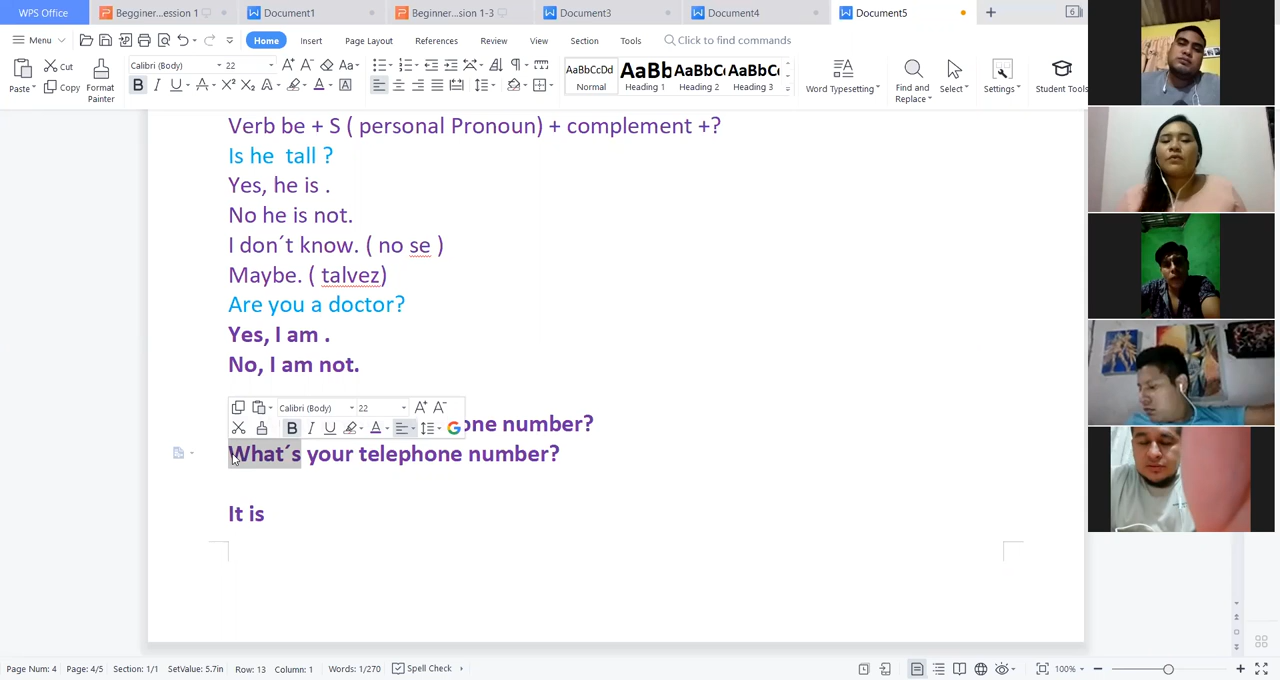 WPS Office Begginer...ession 1 Document1 Beginner...sion 1-3 Document3 Document4 Document5 + 6
Menu Home Insert Page Layout References Review View Section Tools Click to find commands
Paste Cut Copy Format Painter Calibri (Body) 22 AaBbCcDd Normal AaBb Heading 1 AaBbC Heading 2 AaBbC Heading 3 Word Typesetting Find and Replace Select Settings Student Tools
Verb be + S ( personal Pronoun) + complement +?
Is he tall ?
Yes, he is .
No he is not.
I don´t know. ( no se )
Maybe. ( talvez)
Are you a doctor?
Yes, I am .
No, I am not.
Calibri (Body) 22
one number?
What´s your telephone number?
It is
Page Num: 4 Page: 4/5 Section: 1/1 SetValue: 5.7in Row: 13 Column: 1 Words: 1/270 Spell Check 100%